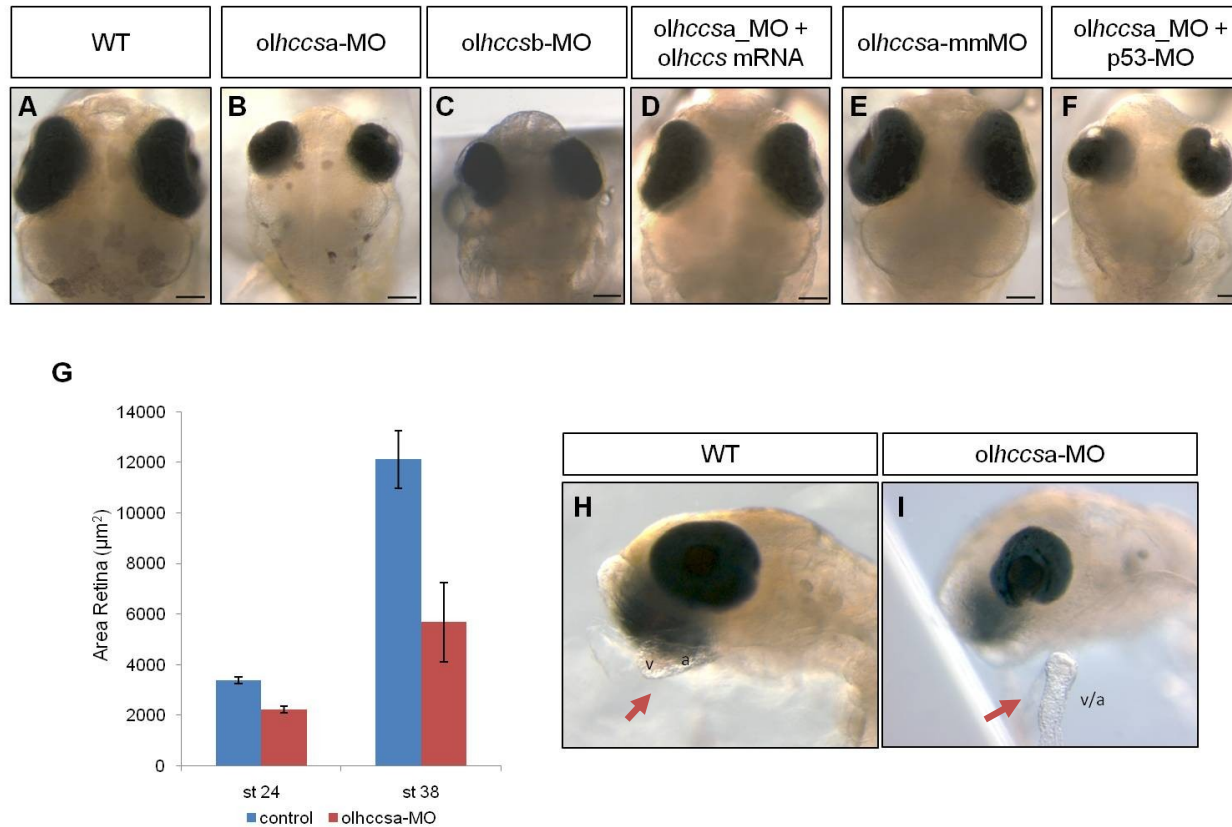 WT
olhccsa-MO
olhccsb-MO
olhccsa_MO +
olhccs mRNA
olhccsa-mmMO
olhccsa_MO +
p53-MO
A
B
C
D
E
F
G
14000
12000
10000
8000
6000
4000
2000
0
Area Retina (µm²)
st 24
st 38
control
olhccsa-MO
WT
olhccsa-MO
H
v
a
I
v/a